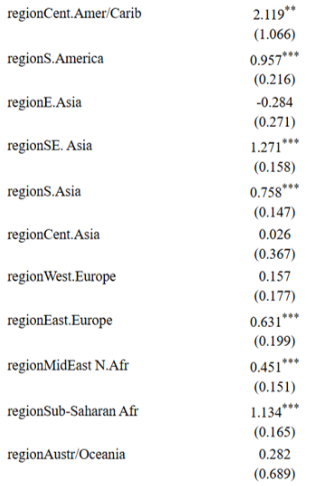 regionCent.Amer/Carib 2.119**
(1.066)
regionS.America 0.957***
(0.216)
regionE.Asia -0.284
(0.271)
regionSE. Asia 1.271***
(0.158)
regionS.Asia 0.758***
(0.147)
regionCent.Asia 0.026
(0.367)
regionWest.Europe 0.157
(0.177)
regionEast.Europe 0.631***
(0.199)
regionMidEast N.Afr 0.451***
(0.151)
regionSub-Saharan Afr 1.134***
(0.165)
regionAustr/Oceania 0.282
(0.689)